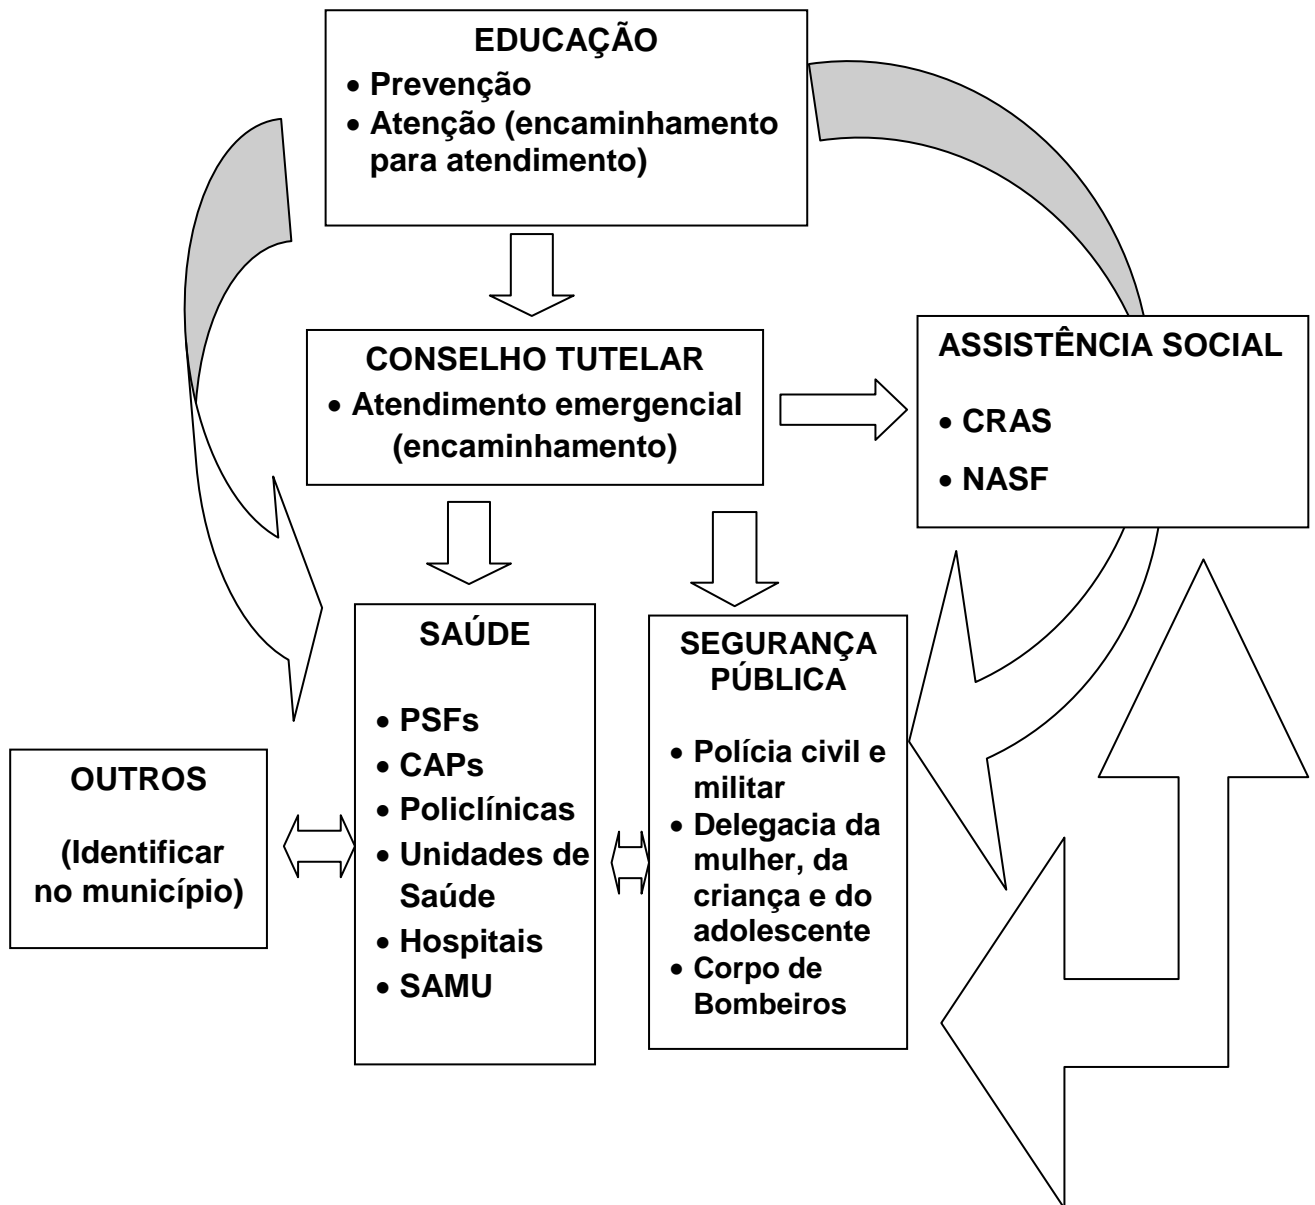 EDUCAÇÃO
• Prevenção
• Atenção (encaminhamento
para atendimento)
CONSELHO TUTELAR
• Atendimento emergencial
(encaminhamento)
ASSISTÊNCIA SOCIAL
• CRAS
• NASF
SAÚDE
• PSFs
• CAPs
• Policlínicas
• Unidades de
Saúde
• Hospitais
• SAMU
SEGURANÇA
PÚBLICA
• Polícia civil e
militar
• Delegacia da
mulher, da
criança e do
adolescente
• Corpo de
Bombeiros
OUTROS
(Identificar
no município)